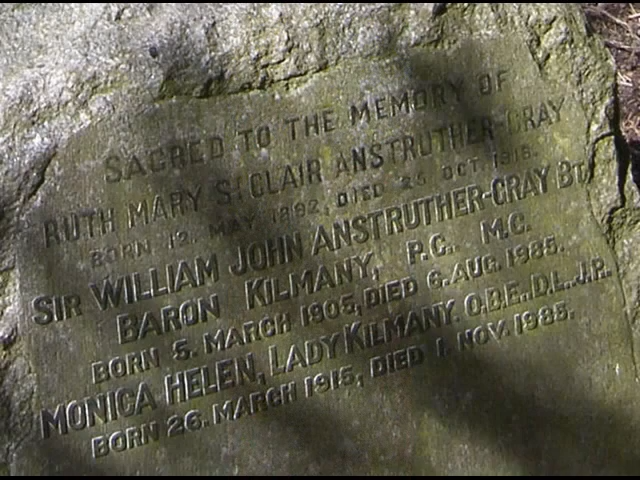 SACRED TO THE MEMORY OF
RUTH MARY ST CLAIR ANSTRUTHER-GRAY
BORN 12. MAY 1892, DIED 25 OCT 1918.
SIR WILLIAM JOHN ANSTRUTHER-GRAY BT.
BARON KILMANY, P.C. M.C.
BORN 5. MARCH 1905, DIED 6. AUG. 1985.
MONICA HELEN, LADY KILMANY. O.B.E., D.L., J.P.
BORN 26. MARCH 1915, DIED 1. NOV. 1985.